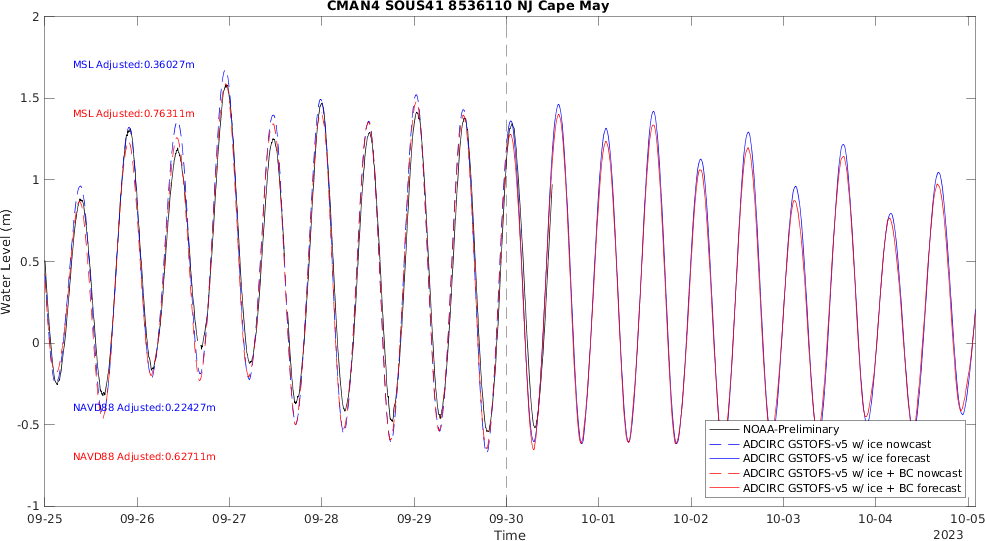 CMAN4 SOUS41 8536110 NJ Cape May
2
1.5
1
0.5
0
-0.5
-1
Water Level (m)
MSL Adjusted:0.36027m
MSL Adjusted:0.76311m
NAVD88 Adjusted:0.22427m
NAVD88 Adjusted:0.62711m
NOAA-Preliminary
ADCIRC GSTOFS-v5 w/ ice nowcast
ADCIRC GSTOFS-v5 w/ ice forecast
ADCIRC GSTOFS-v5 w/ ice + BC nowcast
ADCIRC GSTOFS-v5 w/ ice + BC forecast
09-25 09-26 09-27 09-28 09-29 09-30 10-01 10-02 10-03 10-04 10-05
Time
2023